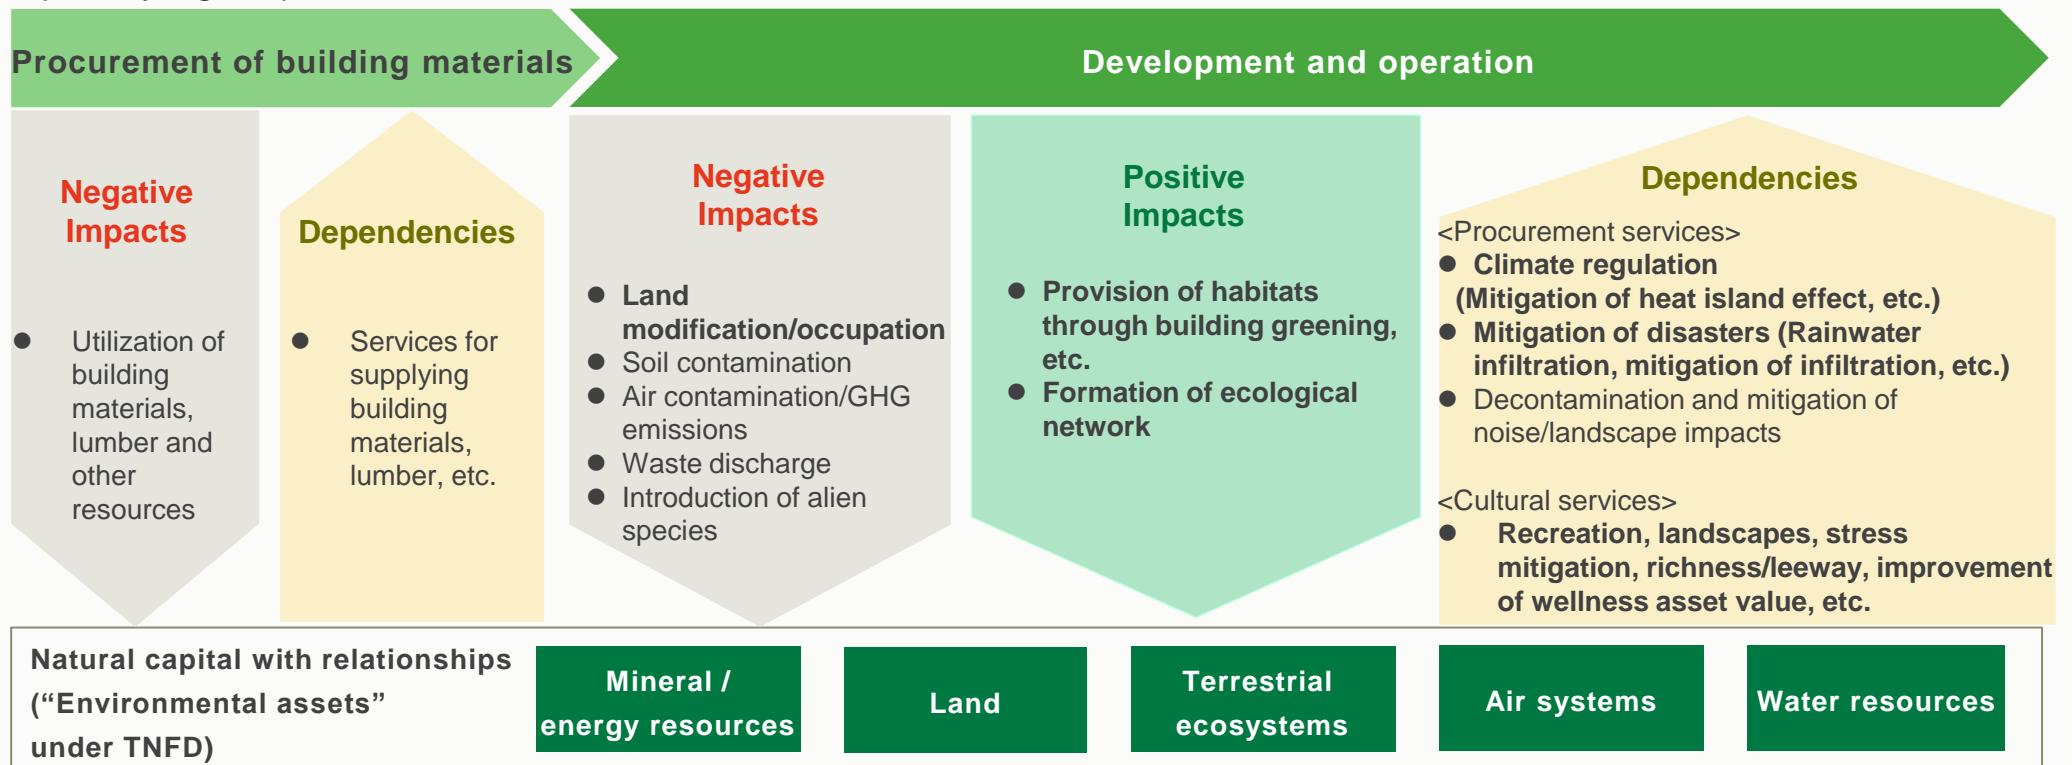 Procurement of building materials
Development and operation
Negative
Impacts
● Utilization of
building
materials,
lumber and
other
resources
Dependencies
● Services for
supplying
building
materials,
lumber, etc.
Negative
Impacts
● Land
modification/occupation
● Soil contamination
● Air contamination/GHG
emissions
● Waste discharge
● Introduction of alien
species
Positive
Impacts
● Provision of habitats
through building greening,
etc.
● Formation of ecological
network
Dependencies
<Procurement services>
● Climate regulation
(Mitigation of heat island effect, etc.)
● Mitigation of disasters (Rainwater
infiltration, mitigation of infiltration, etc.)
● Decontamination and mitigation of
noise/landscape impacts
<Cultural services>
● Recreation, landscapes, stress
mitigation, richness/leeway, improvement
of wellness asset value, etc.
Natural capital with relationships
(“Environmental assets”
under TNFD)
Mineral /
energy resources
Land
Terrestrial
ecosystems
Air systems
Water resources